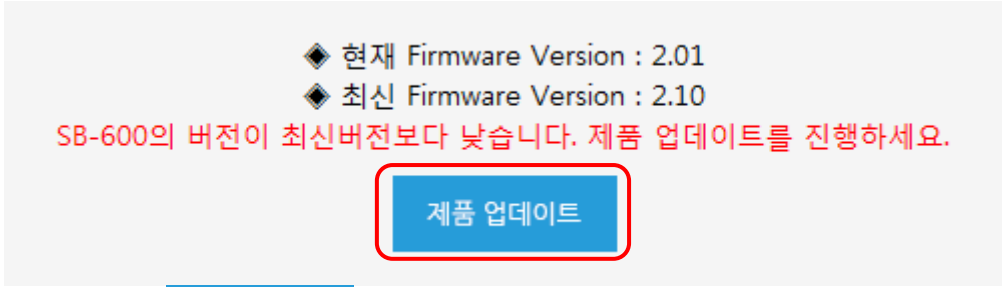 ◈ 현재 Firmware Version : 2.01
◈ 최신 Firmware Version : 2.10
SB-600의 버전이 최신버전보다 낮습니다. 제품 업데이트를 진행하세요.
제품 업데이트